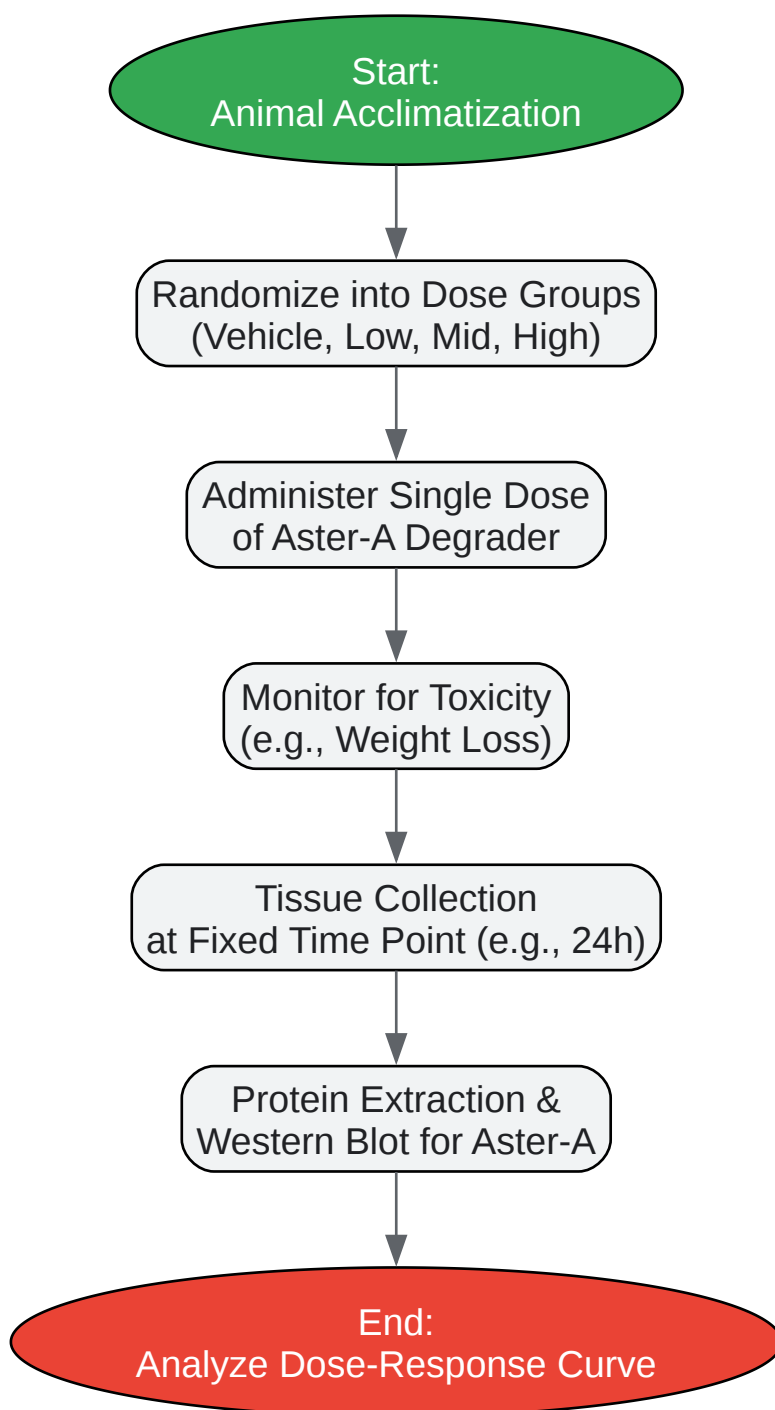 Start:
Animal Acclimatization
Randomize into Dose Groups
(Vehicle, Low, Mid, High)
Administer Single Dose
of Aster-A Degrader
Monitor for Toxicity
(e.g., Weight Loss)
Tissue Collection
at Fixed Time Point (e.g., 24h)
Protein Extraction &
Western Blot for Aster-A
End:
Analyze Dose-Response Curve